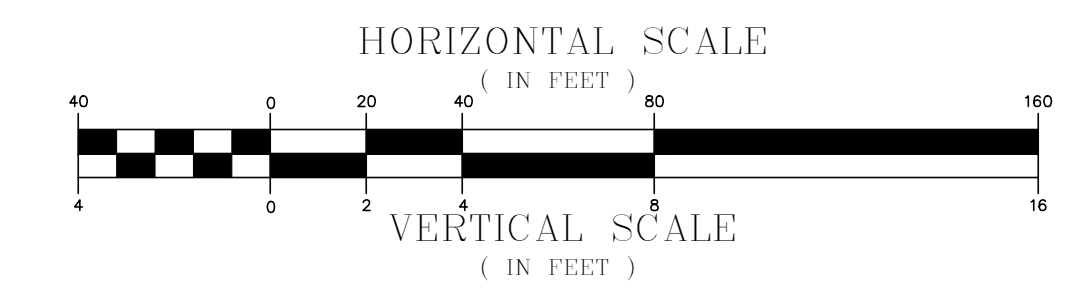 HORIZONTAL SCALE
( IN FEET )
40 0 20 40 80 160
4 0 2 4 8 16
VERTICAL SCALE
( IN FEET )